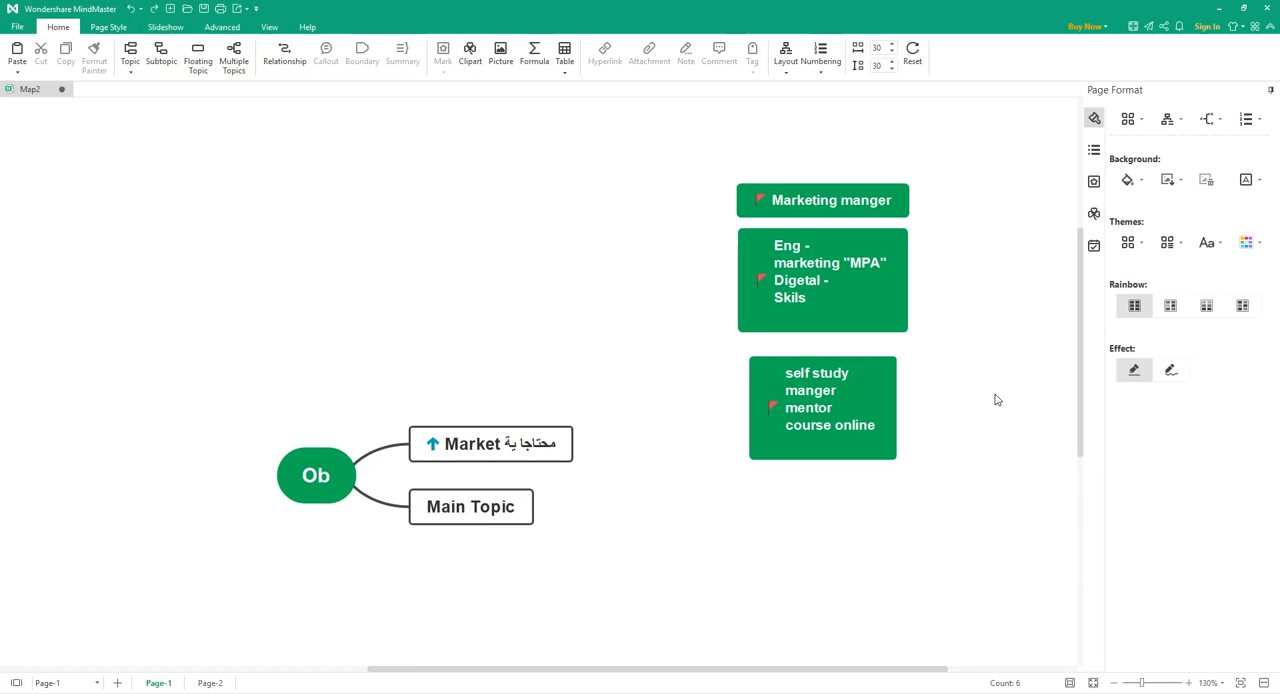 Wondershare MindMaster
File Home Page Style Slideshow Advanced View Help Buy Now Sign In
Paste Cut Copy Format Painter Topic Subtopic Floating Topic Multiple Topics Relationship Callout Boundary Summary Mark Clipart Picture Formula Table Hyperlink Attachment Note Comment Tag Layout Numbering 30 30 Reset
Map2
Page Format
Background:
Themes:
Aa
Rainbow:
Effect:
Marketing manger
Eng -
marketing "MPA"
Digetal -
Skils
self study
manger
mentor
course online
Ob
Market محتاجا ية
Main Topic
Page-1 Page-1 Page-2 Count: 6 130%